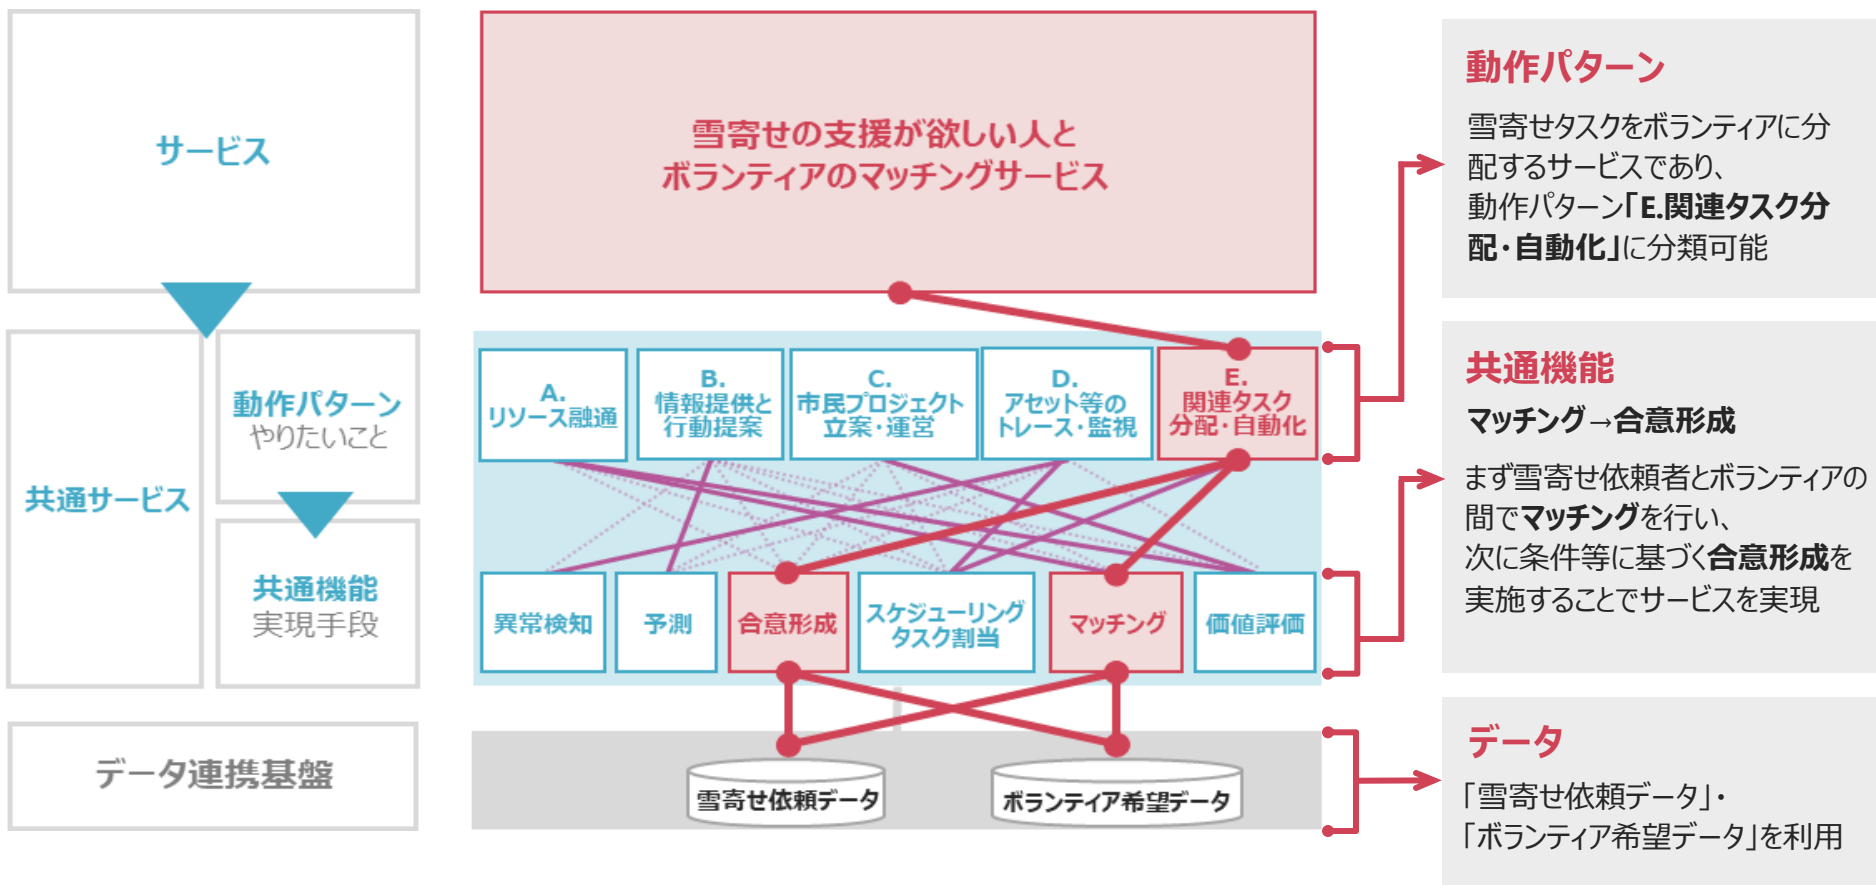 サービス
共通サービス
動作パターン
やりたいこと
共通機能
実現手段
データ連携基盤
雪寄せの支援が欲しい人と
ボランティアのマッチングサービス
A.
リソース融通
B.
情報提供と
行動提案
C.
市民プロジェクト
立案・運営
D.
アセット等の
トレース・監視
E.
関連タスク
分配・自動化
異常検知
予測
合意形成
スケジューリング
タスク割当
マッチング
価値評価
雪寄せ依頼データ
ボランティア希望データ
動作パターン
雪寄せタスクをボランティアに分
配するサービスであり、
動作パターン「E.関連タスク分
配・自動化」に分類可能
共通機能
マッチング→合意形成
まず雪寄せ依頼者とボランティアの
間でマッチングを行い、
次に条件等に基づく合意形成を
実施することでサービスを実現
データ
「雪寄せ依頼データ」・
「ボランティア希望データ」を利用